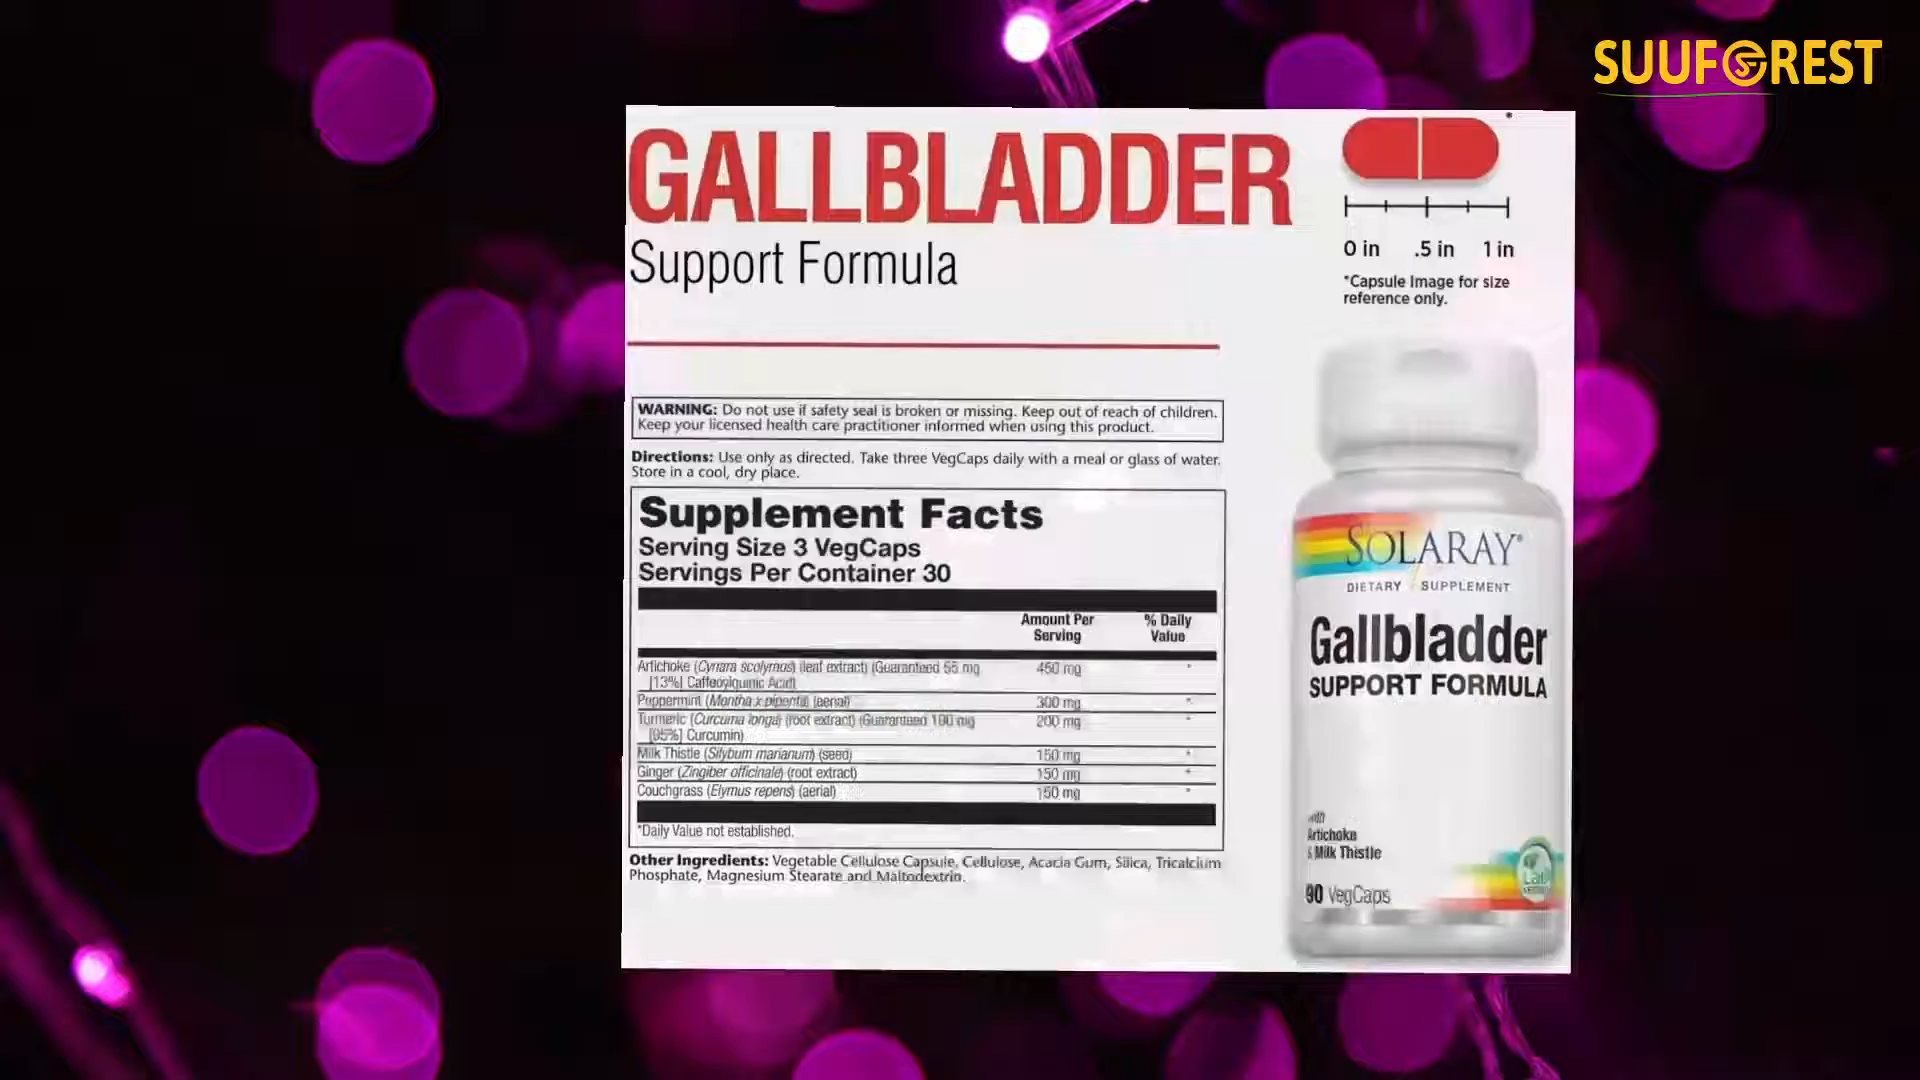 SUUFOREST
GALLBLADDER
Support Formula
*
0 in .5 in 1 in
*Capsule Image for size
reference only.
WARNING: Do not use if safety seal is broken or missing. Keep out of reach of children.
Keep your licensed health care practitioner informed when using this product.
Directions: Use only as directed. Take three VegCaps daily with a meal or glass of water.
Store in a cool, dry place.
Supplement Facts
Serving Size 3 VegCaps
Servings Per Container 30
Amount Per % Daily
Serving Value
Artichoke (Cynara scolymus) (leaf extract) (Guaranteed 55 mg 450 mg *
[13%] Caffeoylquinic Acid)
Peppermint (Mentha x piperita) (aerial) 300 mg *
Turmeric (Curcuma longa) (root extract) (Guaranteed 190 mg 200 mg *
[95%] Curcumin)
Milk Thistle (Silybum marianum) (seed) 150 mg *
Ginger (Zingiber officinale) (root extract) 150 mg *
Couchgrass (Elymus repens) (aerial) 150 mg *
*Daily Value not established.
Other Ingredients: Vegetable Cellulose Capsule, Cellulose, Acacia Gum, Silica, Tricalcium
Phosphate, Magnesium Stearate and Maltodextrin.
SOLARAY®
DIETARY SUPPLEMENT
Gallbladder
SUPPORT FORMULA
with
Artichoke
& Milk Thistle
90 VegCaps
Lab